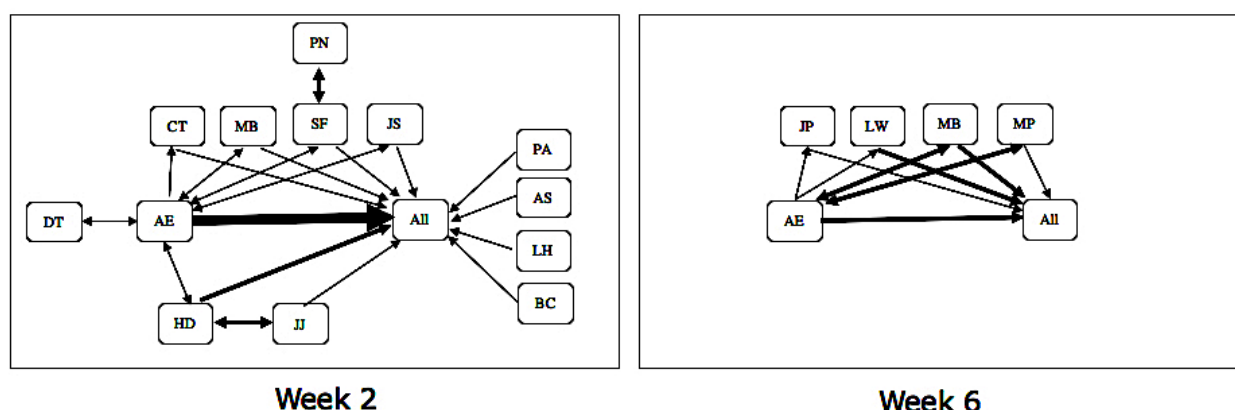 PN
CT MB SF JS
PA
AS
DT AE All
LH
BC
HD JJ
Week 2
JP LW MB MP
AE All
Week 6